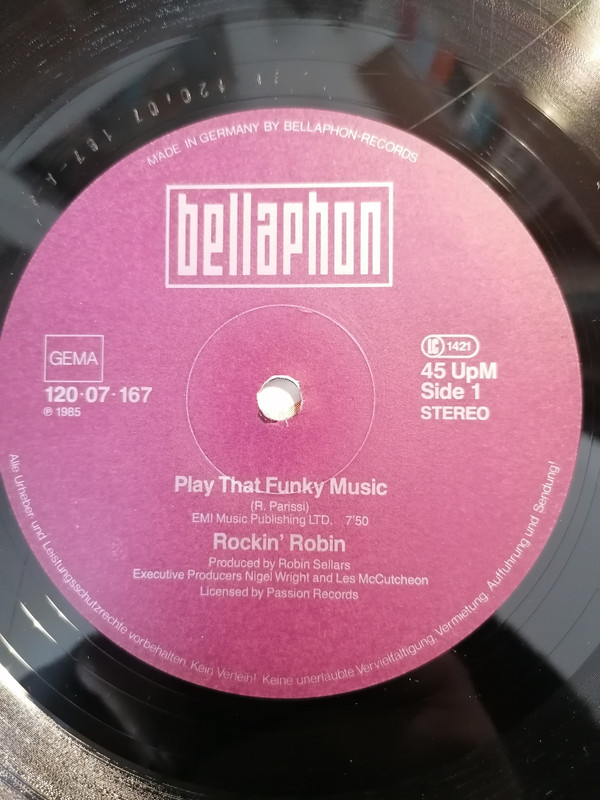 120·07 167-A
MADE IN GERMANY BY BELLAPHON-RECORDS
bellaphon
GEMA
120·07·167
℗ 1985
LC 1421
45 UpM
Side 1
STEREO
Play That Funky Music
(R. Parissi)
EMI Music Publishing LTD. 7'50
Rockin' Robin
Produced by Robin Sellars
Executive Producers Nigel Wright and Les McCutcheon
Licensed by Passion Records
Alle Urheber- und Leistungsschutzrechte vorbehalten. Kein Verleih! Keine unerlaubte Vervielfältigung, Vermietung, Aufführung und Sendung!